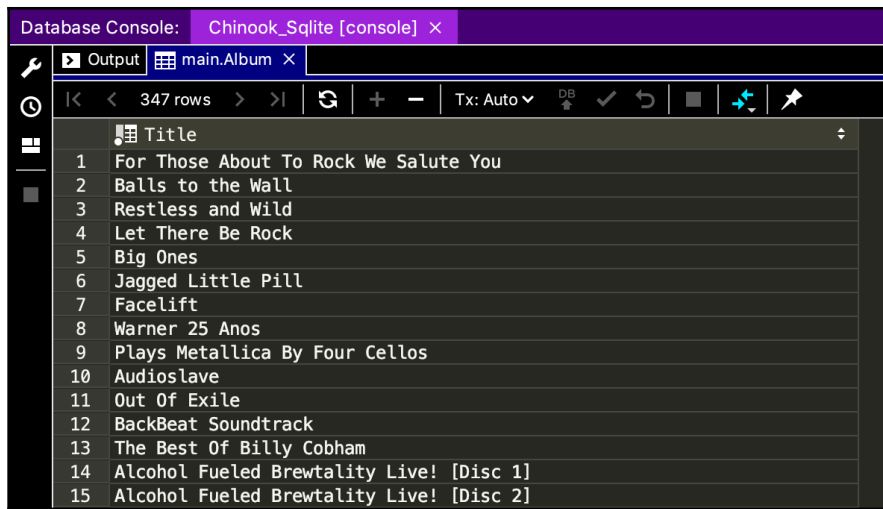 Database Console: Chinook_Sqlite [console] ×
Output main.Album ×
347 rows Tx: Auto DB
Title
1 For Those About To Rock We Salute You
2 Balls to the Wall
3 Restless and Wild
4 Let There Be Rock
5 Big Ones
6 Jagged Little Pill
7 Facelift
8 Warner 25 Anos
9 Plays Metallica By Four Cellos
10 Audioslave
11 Out Of Exile
12 BackBeat Soundtrack
13 The Best Of Billy Cobham
14 Alcohol Fueled Brewtality Live! [Disc 1]
15 Alcohol Fueled Brewtality Live! [Disc 2]